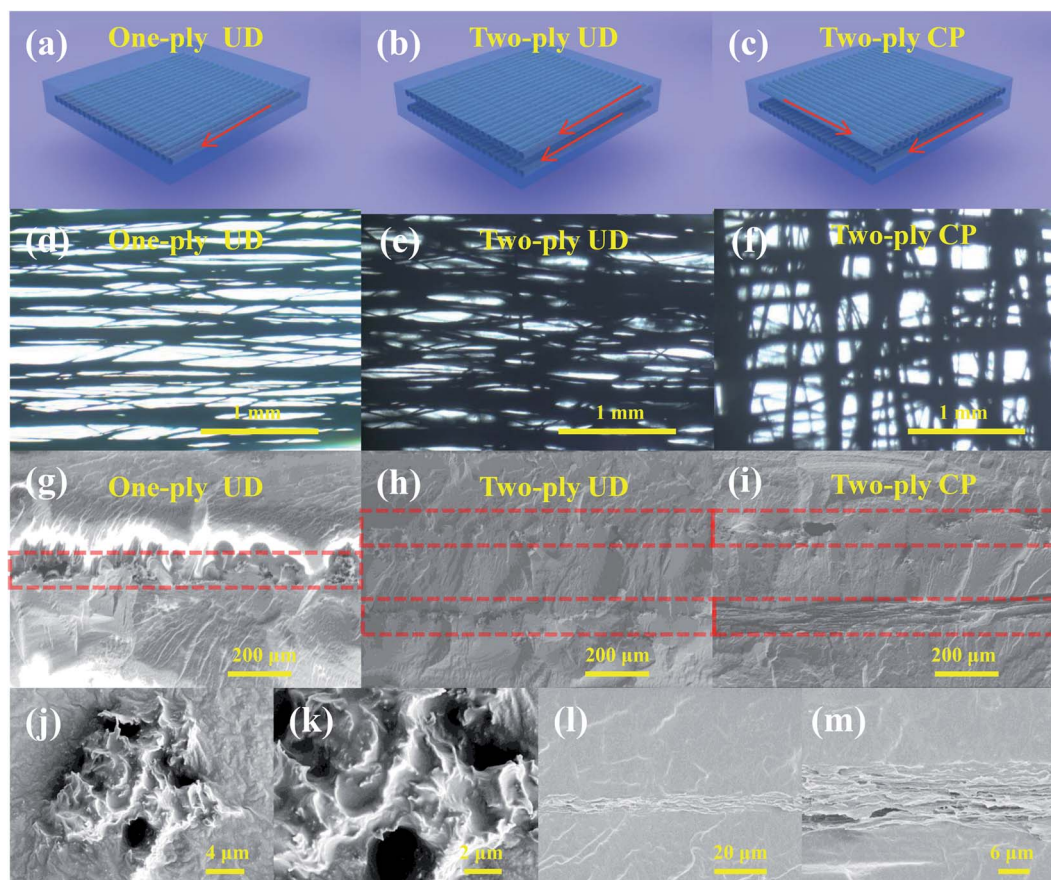 (a) One-ply UD
(b) Two-ply UD
(c) Two-ply CP
(d) One-ply UD
1 mm
(e) Two-ply UD
1 mm
(f) Two-ply CP
1 mm
(g) One-ply UD
200 μm
(h) Two-ply UD
200 μm
(i) Two-ply CP
200 μm
(j)
4 μm
(k)
2 μm
(l)
20 μm
(m)
6 μm